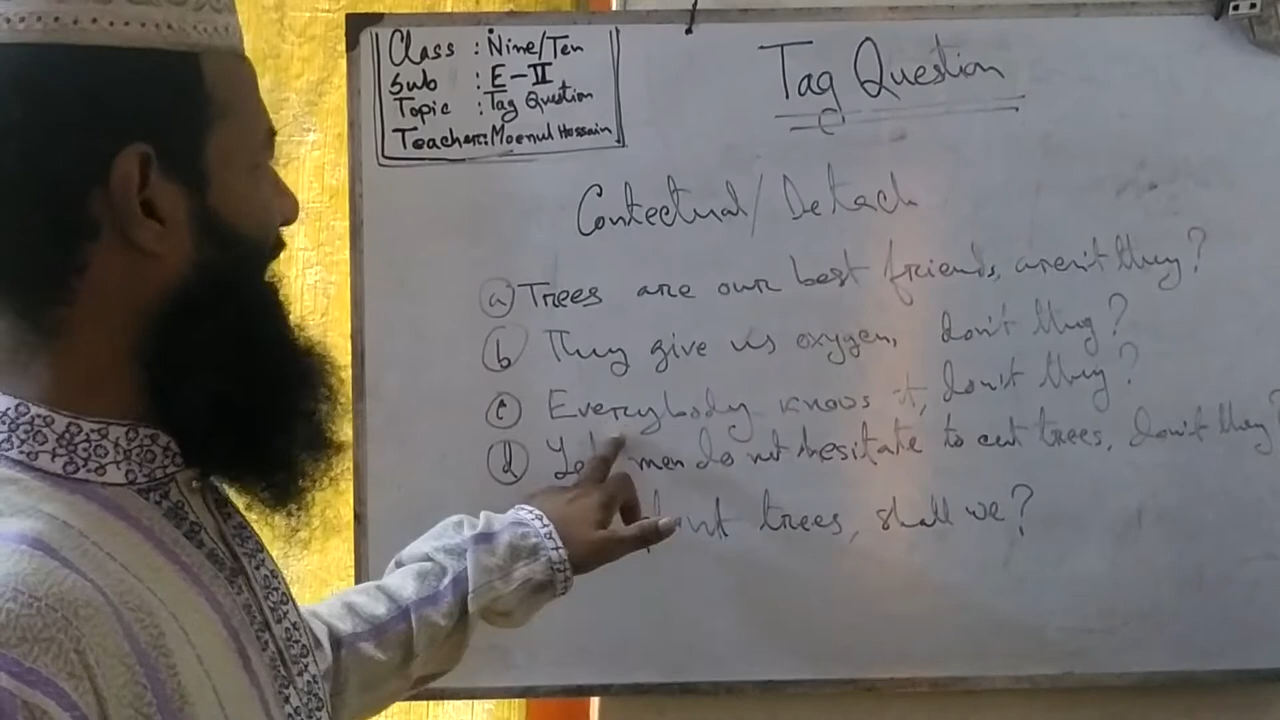 Class : Nine/Ten
Sub : E-II
Topic : Tag Question
Teacher: Moenul Hossain
Tag Question
Contectual/Detach
(a) Trees are our best friends, aren't they?
(b) They give us oxygen, don't they?
(c) Everybody knows it, don't they?
(d) men do not hesitate to cut trees, don't they?
trees, shall we?